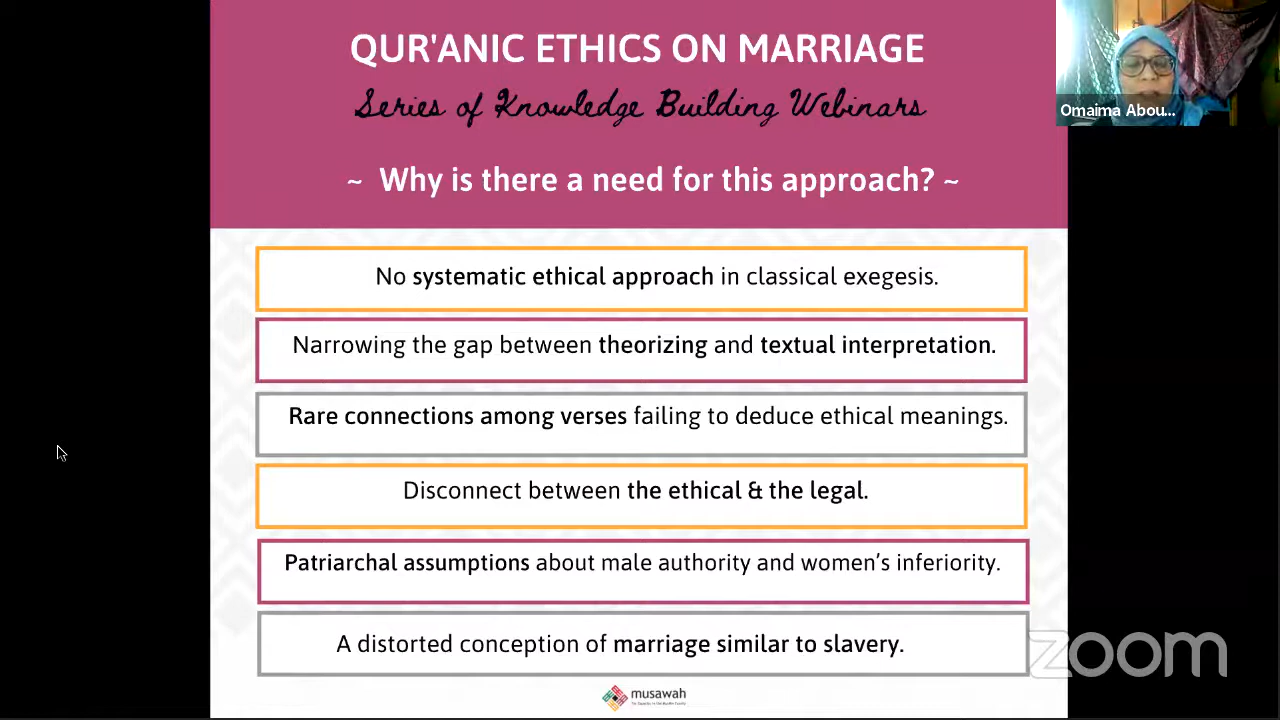 QUR'ANIC ETHICS ON MARRIAGE
Series of Knowledge Building Webinars
~ Why is there a need for this approach? ~
Omaima Abou...
No systematic ethical approach in classical exegesis.
Narrowing the gap between theorizing and textual interpretation.
Rare connections among verses failing to deduce ethical meanings.
Disconnect between the ethical & the legal.
Patriarchal assumptions about male authority and women's inferiority.
A distorted conception of marriage similar to slavery.
zoom
musawah